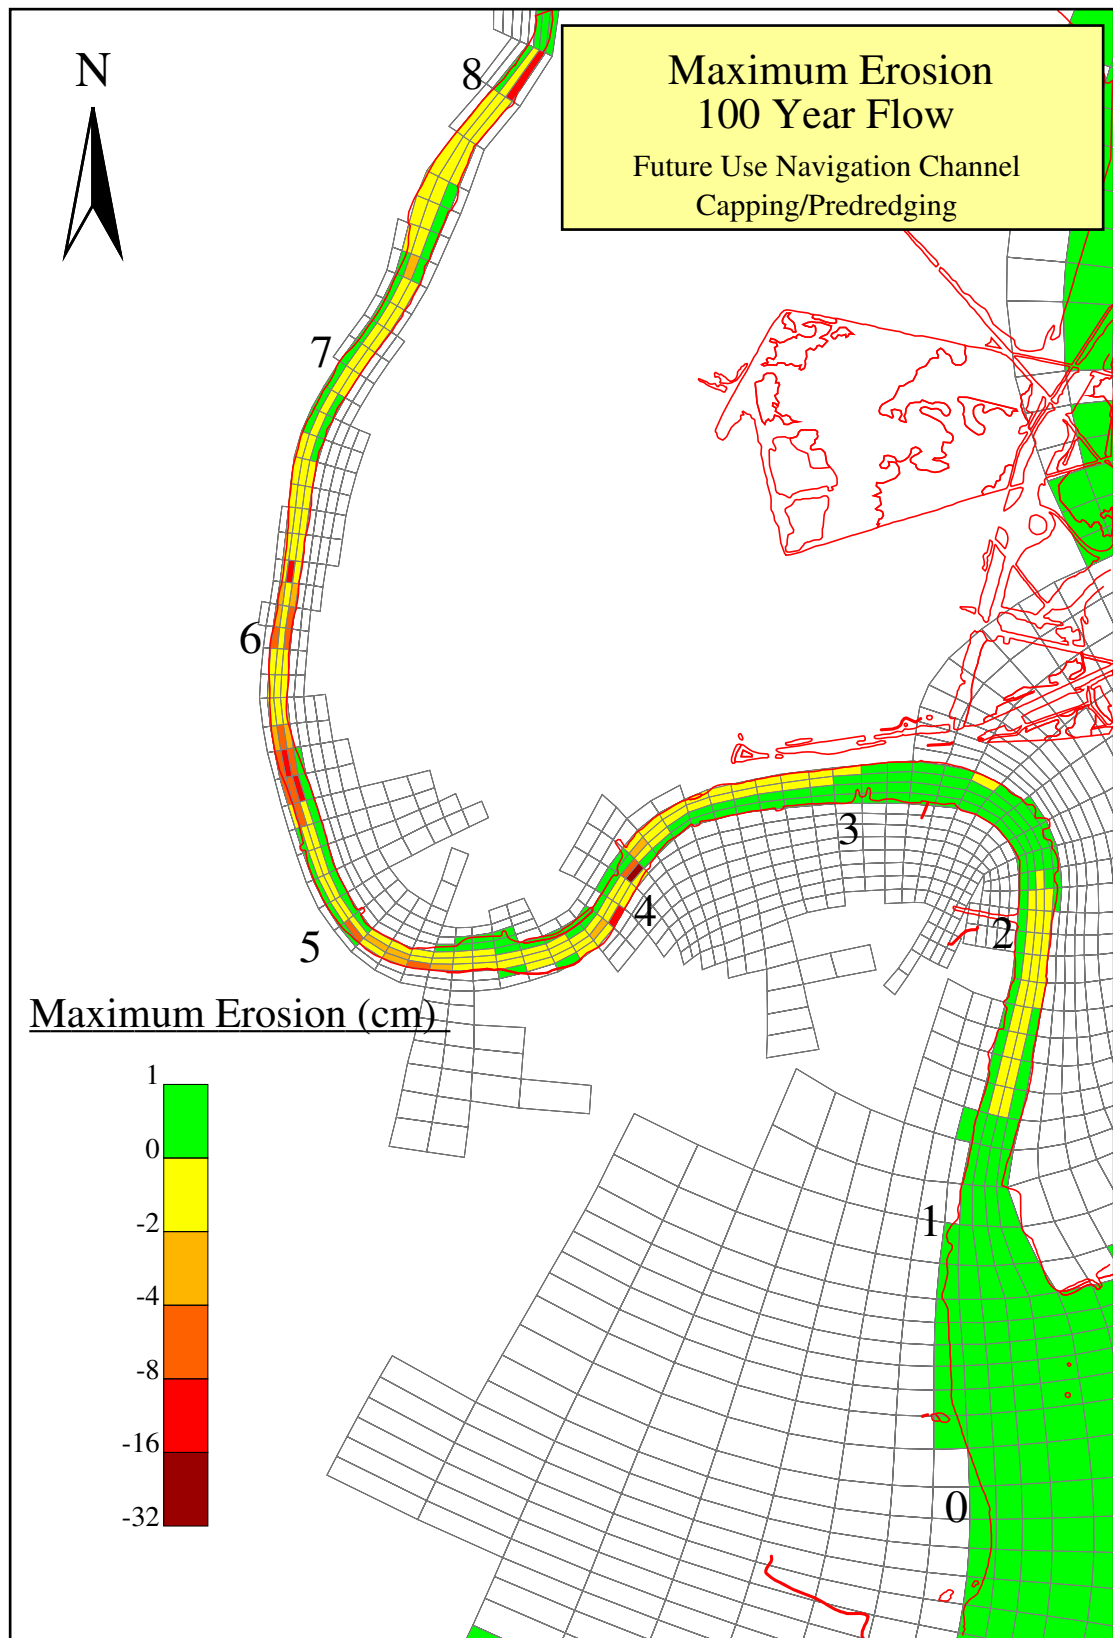 Maximum Erosion
100 Year Flow
Future Use Navigation Channel
Capping/Predredging
N
8
7
6
5
4
3
2
1
0
Maximum Erosion (cm)
1
0
-2
-4
-8
-16
-32